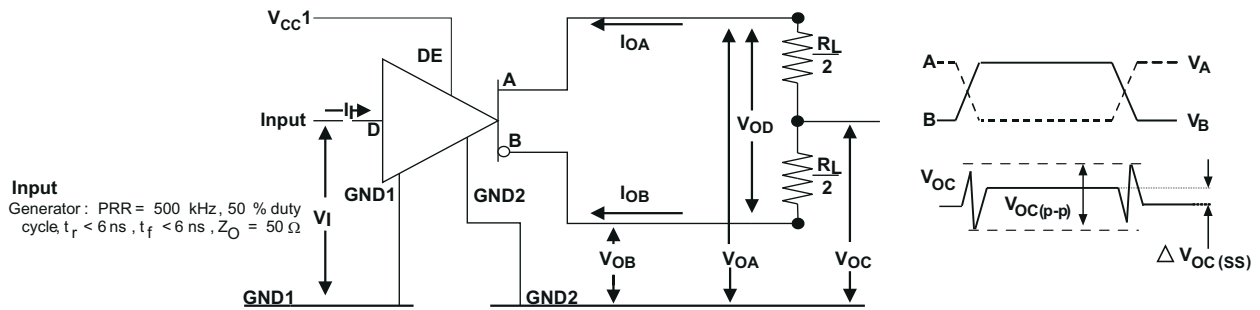 VCC1
DE
A
B
IOA
RL
2
A
VA
B
VB
Input
II
D
VOD
RL
2
GND1
GND2
IOB
VOC
VOC(p-p)
Input
Generator: PRR = 500 kHz, 50 % duty
cycle, tr < 6 ns, tf < 6 ns, ZO = 50 Ω
VI
VOB
VOA
VOC
△ VOC(SS)
GND1
GND2